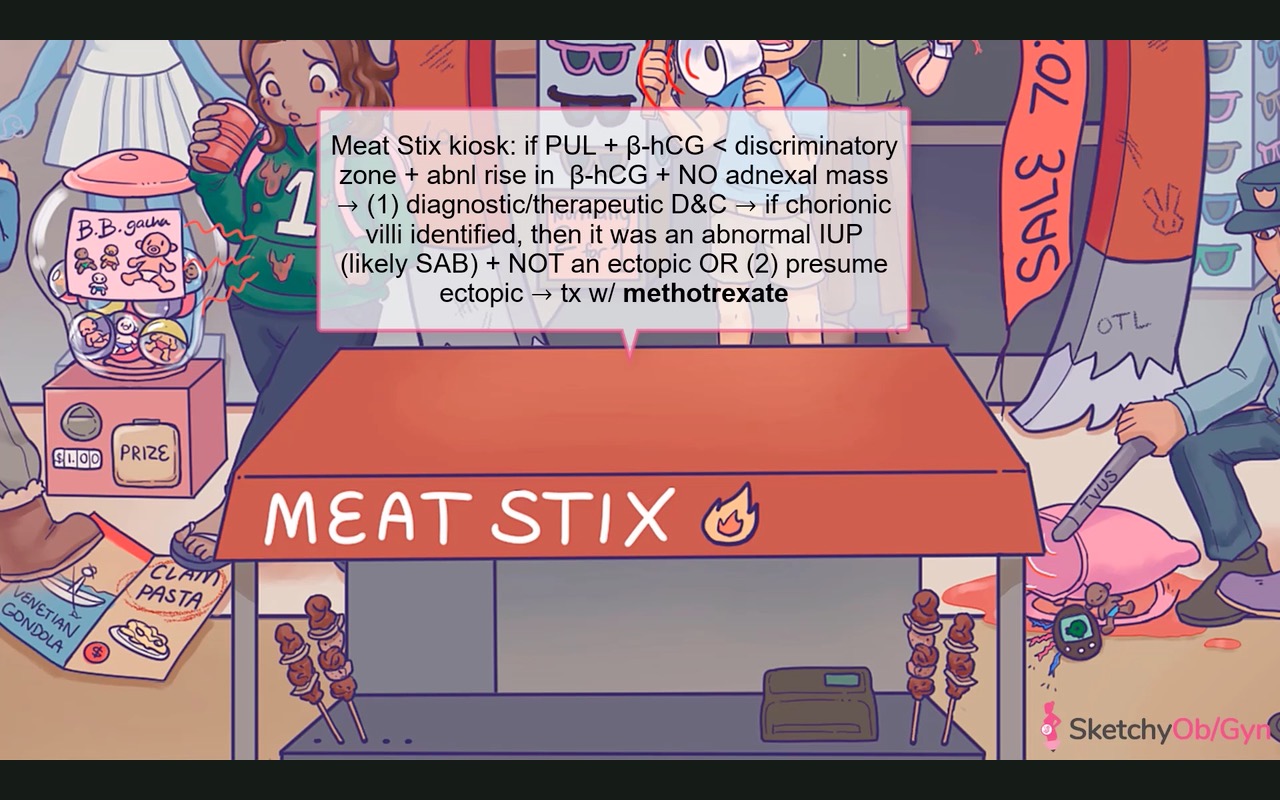 B.B. gacha
1
SALE 70%
Meat Stix kiosk: if PUL + β-hCG < discriminatory
zone + abnl rise in β-hCG + NO adnexal mass
→ (1) diagnostic/therapeutic D&C → if chorionic
villi identified, then it was an abnormal IUP
(likely SAB) + NOT an ectopic OR (2) presume
ectopic → tx w/ methotrexate
OTL
$1.00
PRIZE
MEAT STIX
TVUS
VENETIAN
GONDOLA
CLAM
PASTA
$
SketchyOb/Gyn